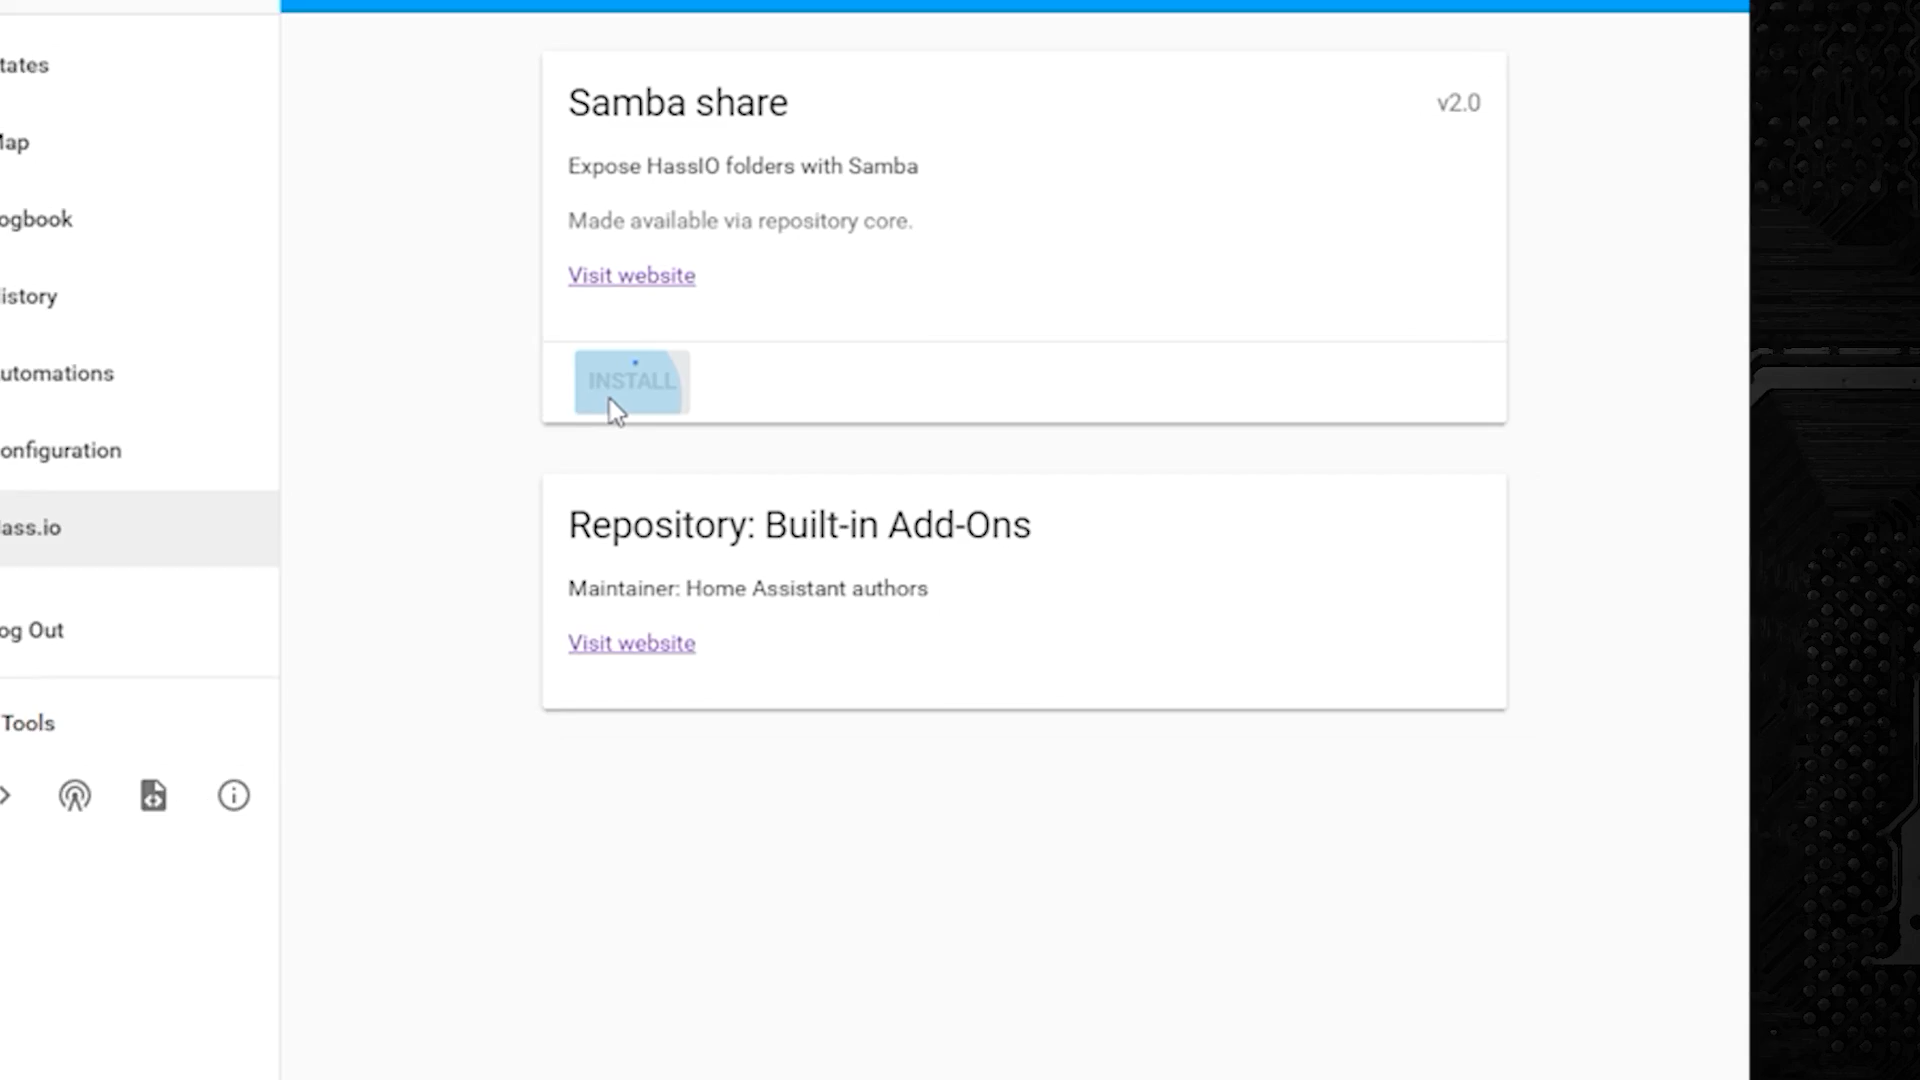 tates
Map
ogbook
istory
utomations
onfiguration
ass.io
og Out
Tools
Samba share
v2.0
Expose HassIO folders with Samba
Made available via repository core.
Visit website
INSTALL
Repository: Built-in Add-Ons
Maintainer: Home Assistant authors
Visit website